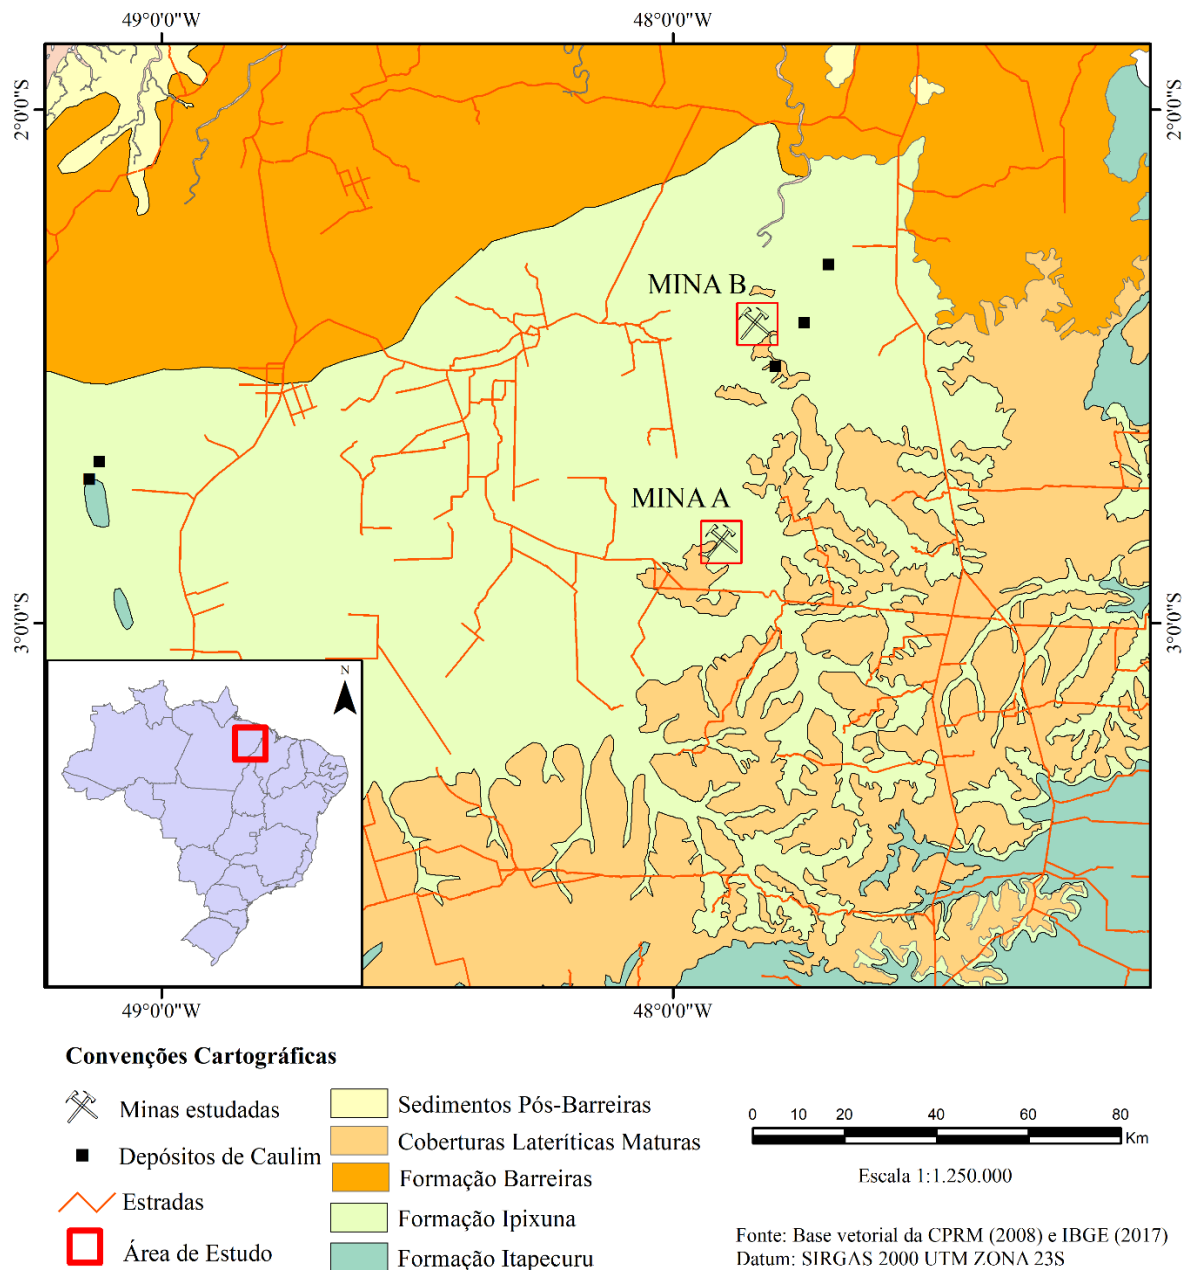 49°0'0"W
48°0'0"W
2°0'0"S
2°0'0"S
MINA B
MINA A
3°0'0"S
3°0'0"S
N
49°0'0"W
48°0'0"W
Convenções Cartográficas
Minas estudadas
Depósitos de Caulim
Estradas
Área de Estudo
Sedimentos Pós-Barreiras
Coberturas Lateríticas Maturas
Formação Barreiras
Formação Ipixuna
Formação Itapecuru
0 10 20 40 60 80
Km
Escala 1:1.250.000
Fonte: Base vetorial da CPRM (2008) e IBGE (2017)
Datum: SIRGAS 2000 UTM ZONA 23S